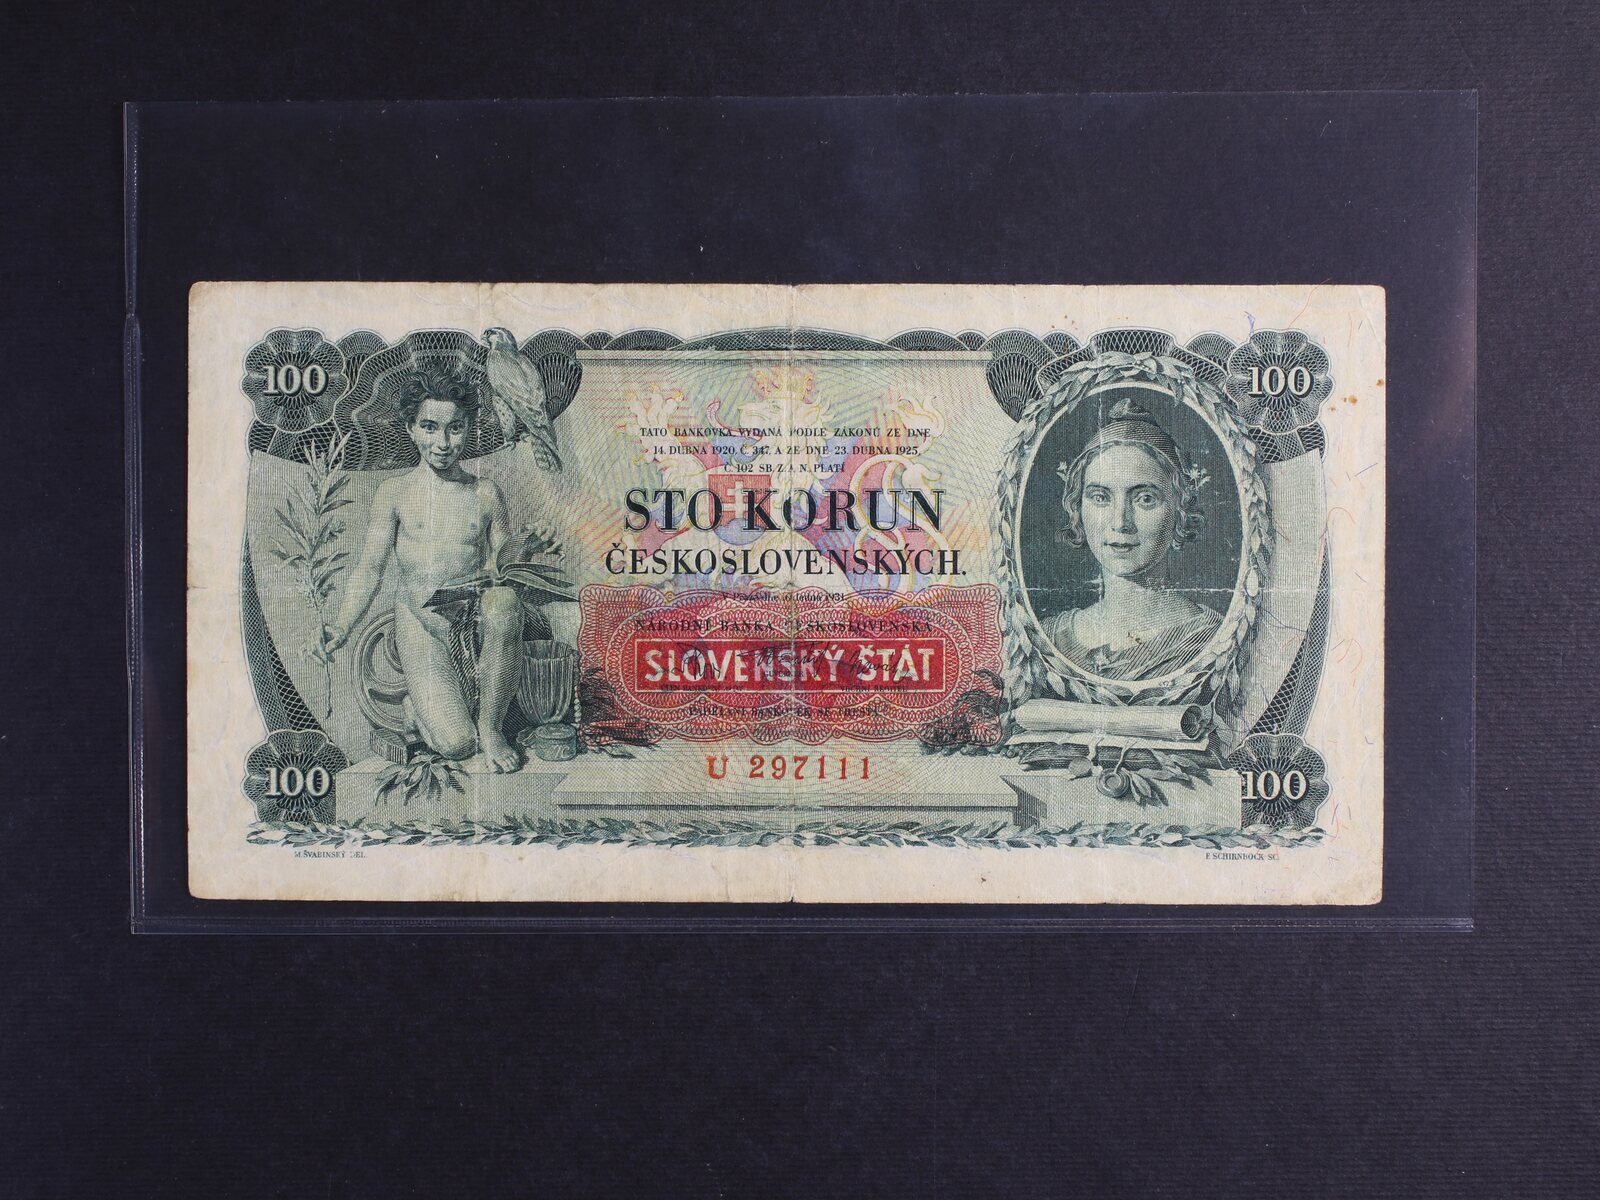 100
100
TATO BANKOVKA VYDANÁ PODLE ZÁKONŮ ZE DNE
14. DUBNA 1920, Č. 347, A ZE DNE 23. DUBNA 1925,
Č. 102 SB. Z. A N. PLATÍ
STO KORUN
ČESKOSLOVENSKÝCH.
1931
NÁRODNÍ BANKA ČESKOSLOVENSKÁ
SLOVENSKÝ ŠTÁT
U 297111
100
100
M. ŠVABINSKÝ DEL.
F. SCHIRNBÖCK SC.